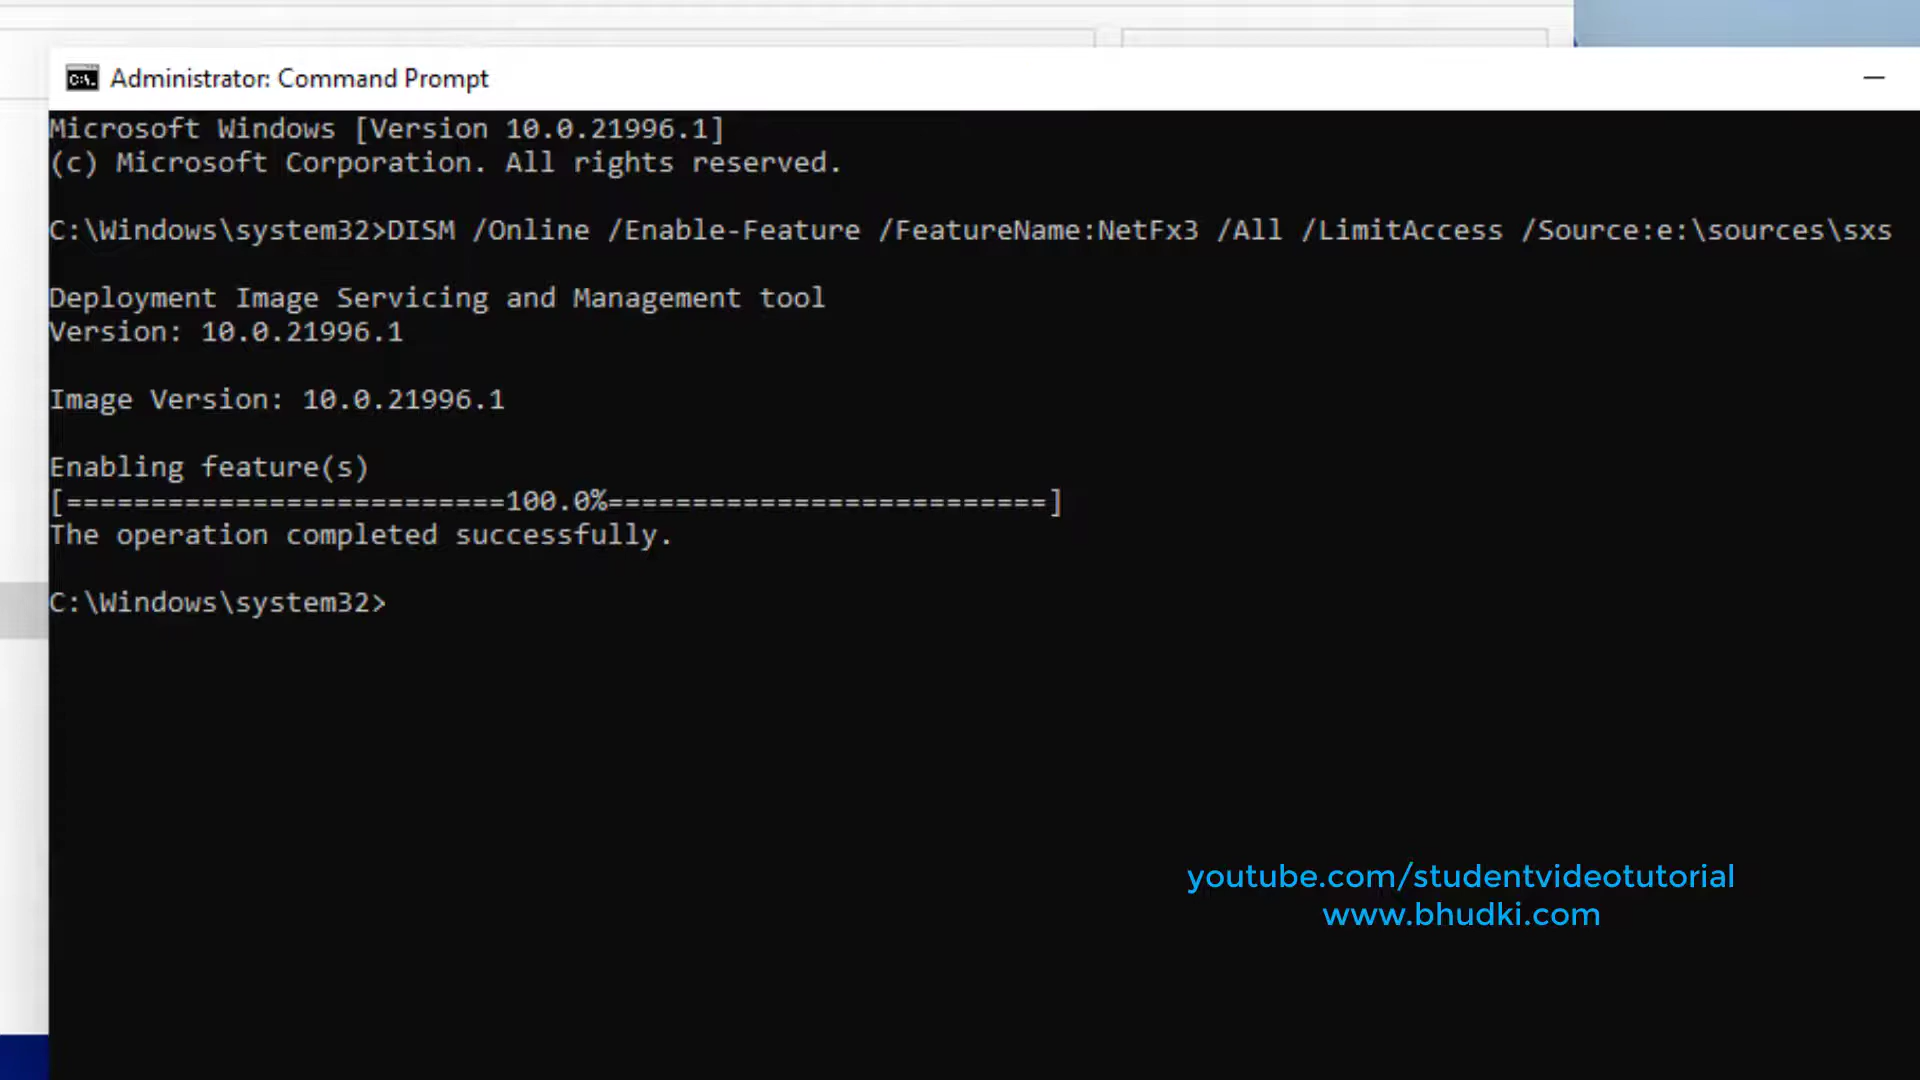 Administrator: Command Prompt
Microsoft Windows [Version 10.0.21996.1]
(c) Microsoft Corporation. All rights reserved.
C:\Windows\system32>DISM /Online /Enable-Feature /FeatureName:NetFx3 /All /LimitAccess /Source:e:\sources\sxs
Deployment Image Servicing and Management tool
Version: 10.0.21996.1
Image Version: 10.0.21996.1
Enabling feature(s)
[==========================100.0%==========================]
The operation completed successfully.
C:\Windows\system32>
youtube.com/studentvideotutorial
www.bhudki.com